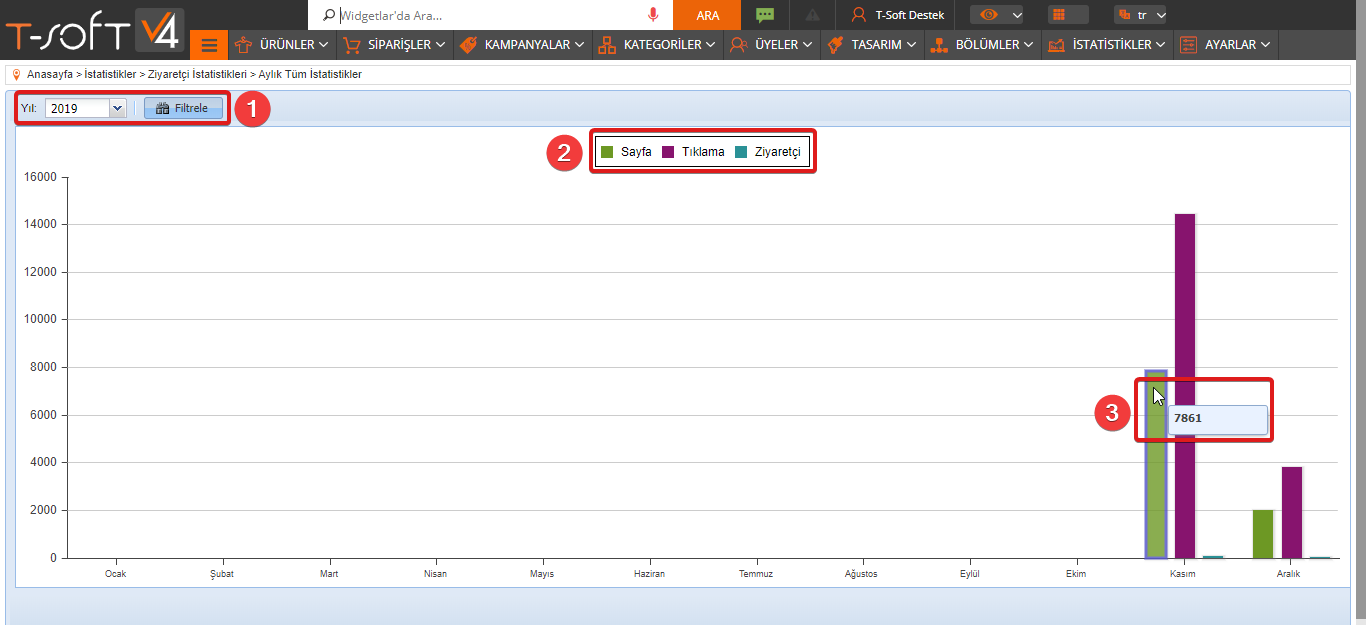 T-SOFT V4
Widgetlar'da Ara...
ARA
T-Soft Destek
tr
ÜRÜNLER
SİPARİŞLER
KAMPANYALAR
KATEGORİLER
ÜYELER
TASARIM
BÖLÜMLER
İSTATİSTİKLER
AYARLAR
Anasayfa > İstatistikler > Ziyaretçi İstatistikleri > Aylık Tüm İstatistikler
Yıl: 2019 Filtrele
1
2
Sayfa Tıklama Ziyaretçi
16000
14000
12000
10000
8000
6000
4000
2000
0
3
7861
Ocak Şubat Mart Nisan Mayıs Haziran Temmuz Ağustos Eylül Ekim Kasım Aralık